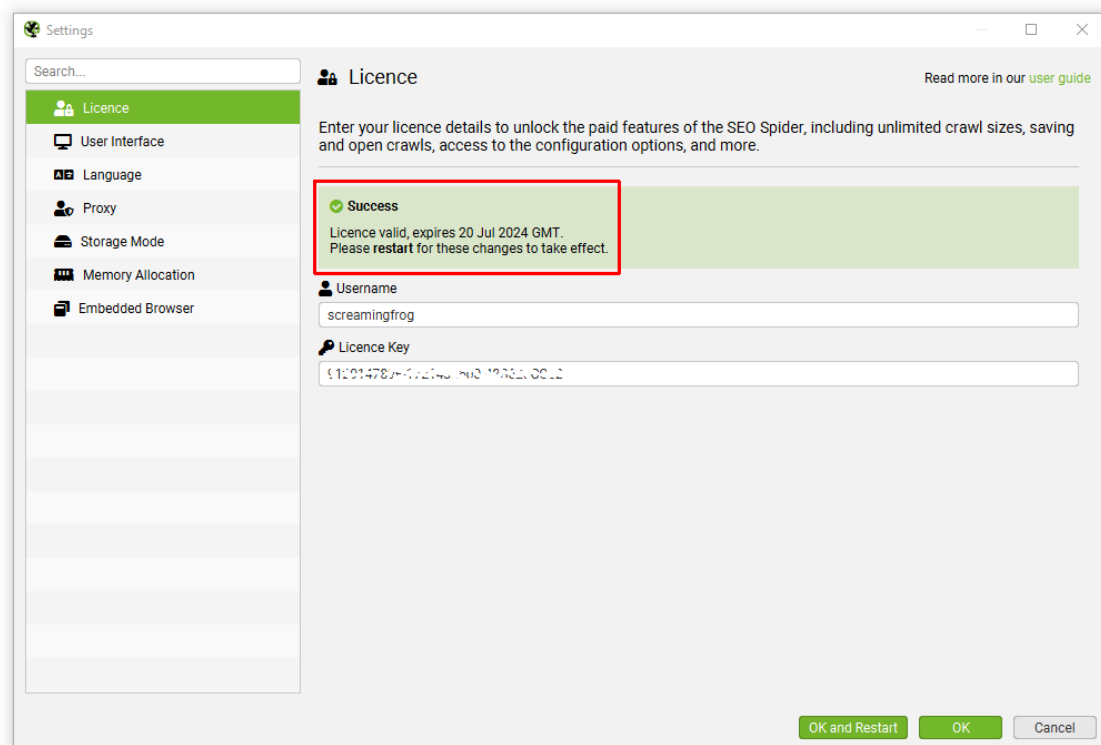 Settings
Search...
Licence
User Interface
Language
Proxy
Storage Mode
Memory Allocation
Embedded Browser
Licence
Read more in our user guide
Enter your licence details to unlock the paid features of the SEO Spider, including unlimited crawl sizes, saving
and open crawls, access to the configuration options, and more.
Success
Licence valid, expires 20 Jul 2024 GMT.
Please restart for these changes to take effect.
Username
screamingfrog
Licence Key
OK and Restart
OK
Cancel